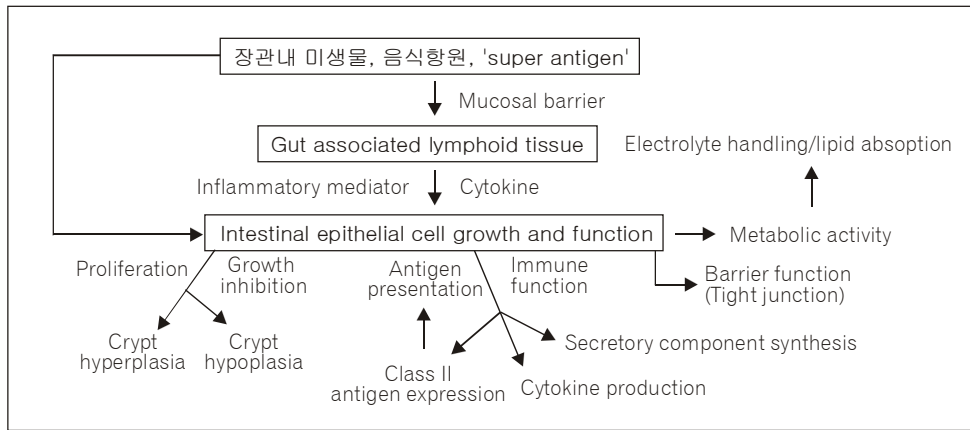 장관내 미생물, 음식항원, 'super antigen'
Mucosal barrier
Gut associated lymphoid tissue
Electrolyte handling/lipid absoption
Inflammatory mediator
Cytokine
Intestinal epithelial cell growth and function
Metabolic activity
Proliferation
Growth
inhibition
Antigen
presentation
Immune
function
Barrier function
(Tight junction)
Crypt
hyperplasia
Crypt
hypoplasia
Secretory component synthesis
Class II
antigen expression
Cytokine production